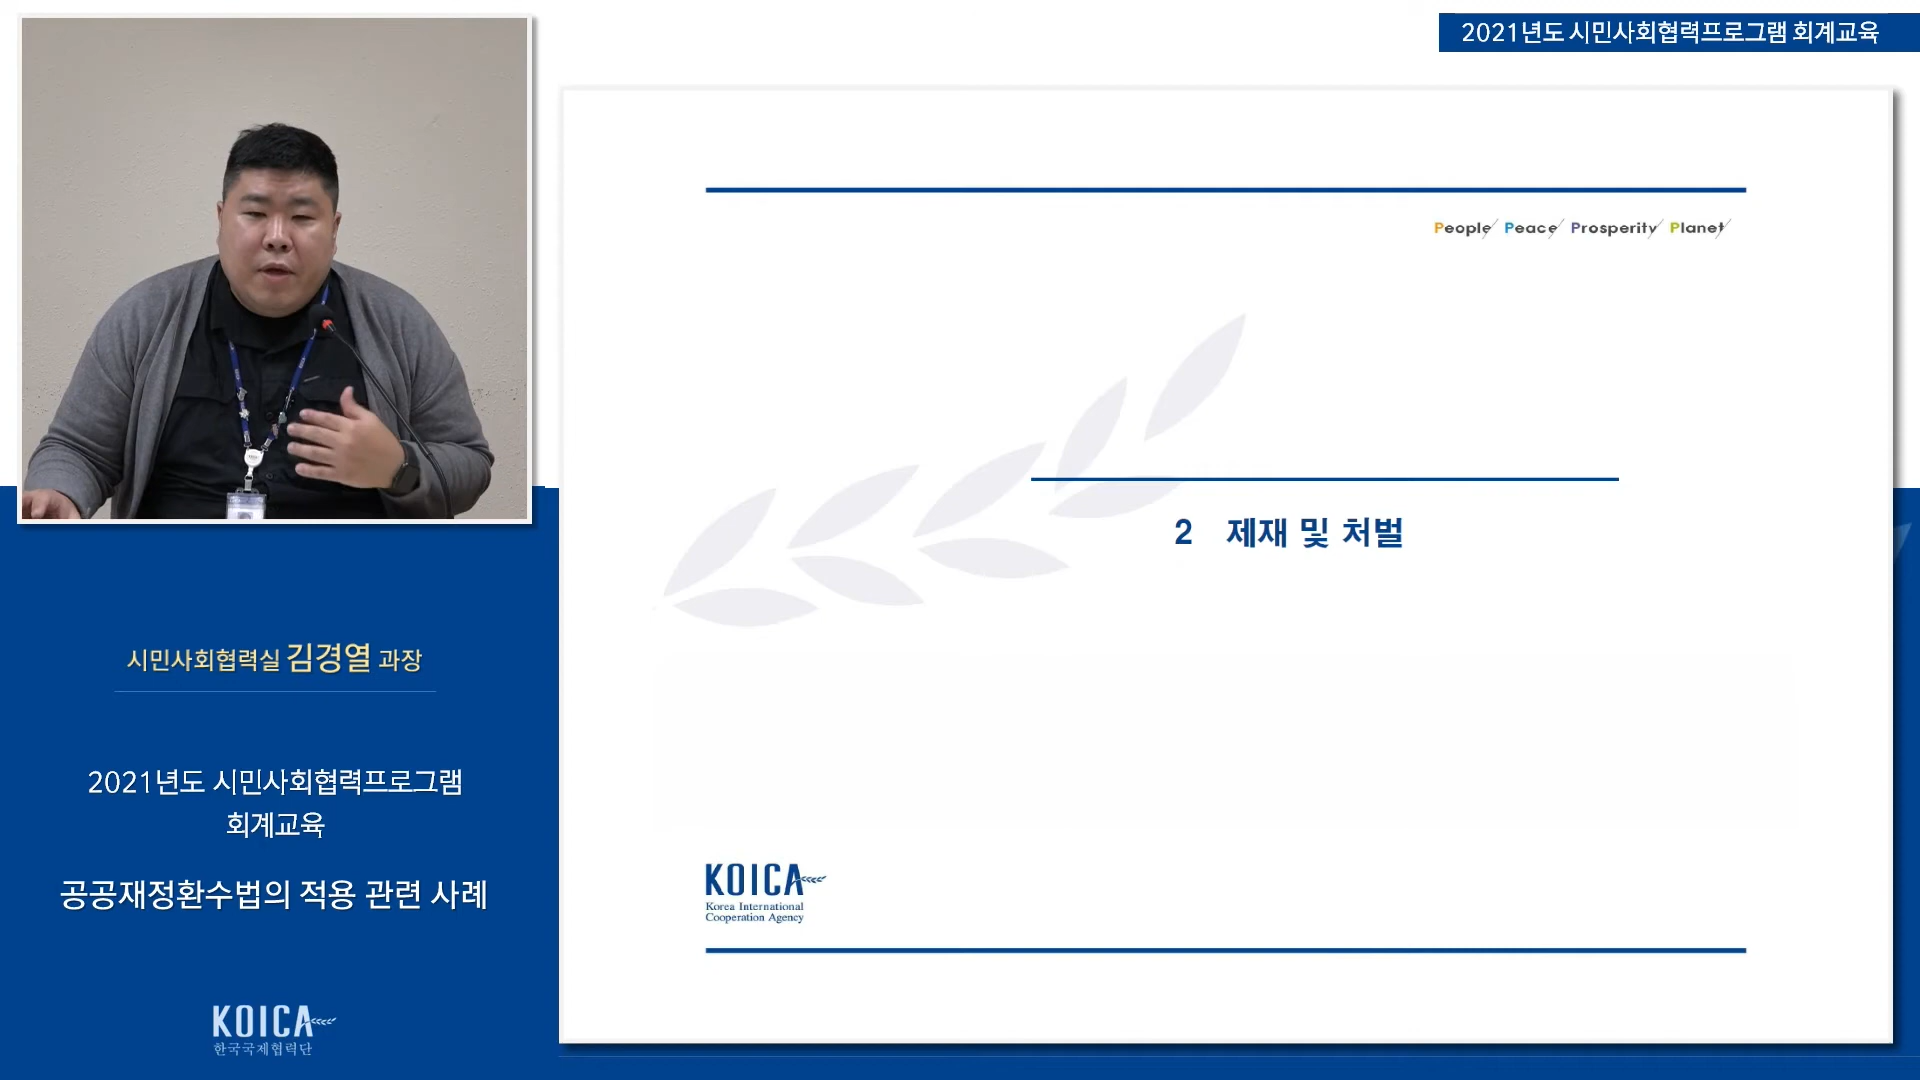 2021년도 시민사회협력프로그램 회계교육
People Peace Prosperity Planet
2 제재 및 처벌
KOICA
Korea International
Cooperation Agency
시민사회협력실 김경열 과장
2021년도 시민사회협력프로그램
회계교육
공공재정환수법의 적용 관련 사례
KOICA
한국국제협력단